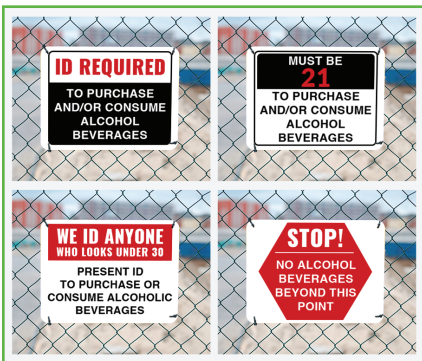 ID REQUIRED
TO PURCHASE
AND/OR CONSUME
ALCOHOL
BEVERAGES
MUST BE
21
TO PURCHASE
AND/OR CONSUME
ALCOHOL
BEVERAGES
WE ID ANYONE
WHO LOOKS UNDER 30
PRESENT ID
TO PURCHASE OR
CONSUME ALCOHOLIC
BEVERAGES
STOP!
NO ALCOHOL
BEVERAGES
BEYOND THIS
POINT